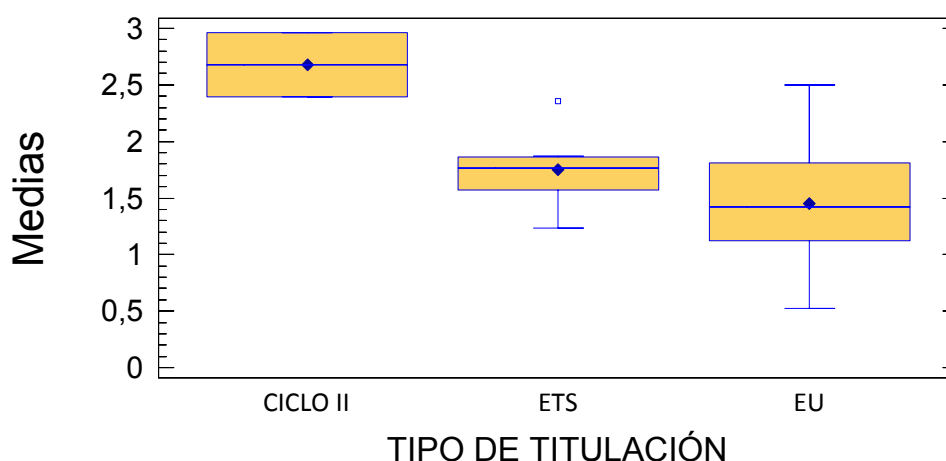 Medias
3
2,5
2
1,5
1
0,5
0
CICLO II ETS EU
TIPO DE TITULACIÓN